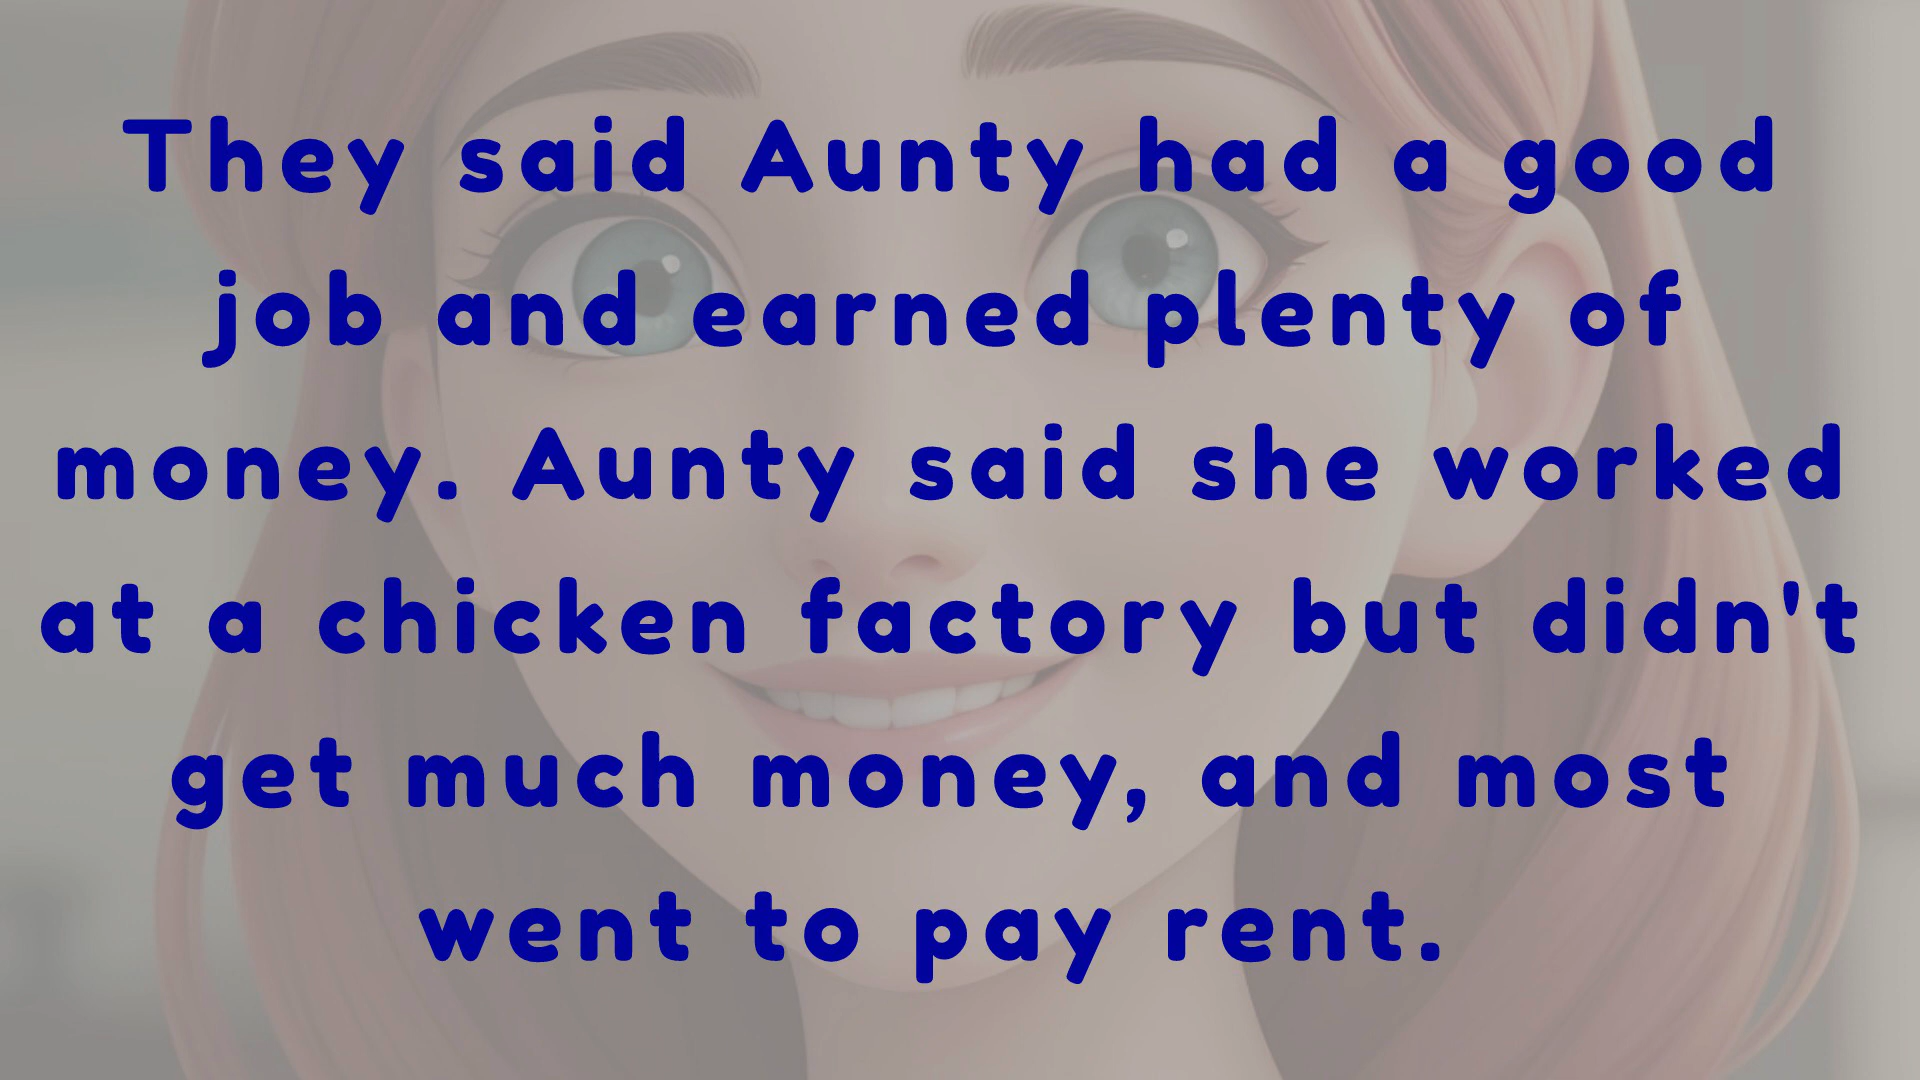 They said Aunty had a good
job and earned plenty of
money. Aunty said she worked
at a chicken factory but didn't
get much money, and most
went to pay rent.